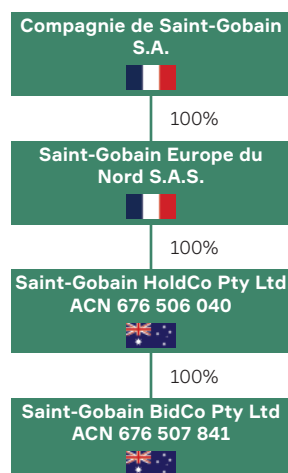 Compagnie de Saint-Gobain
S.A.
100%
Saint-Gobain Europe du
Nord S.A.S.
100%
Saint-Gobain HoldCo Pty Ltd
ACN 676 506 040
100%
Saint-Gobain BidCo Pty Ltd
ACN 676 507 841